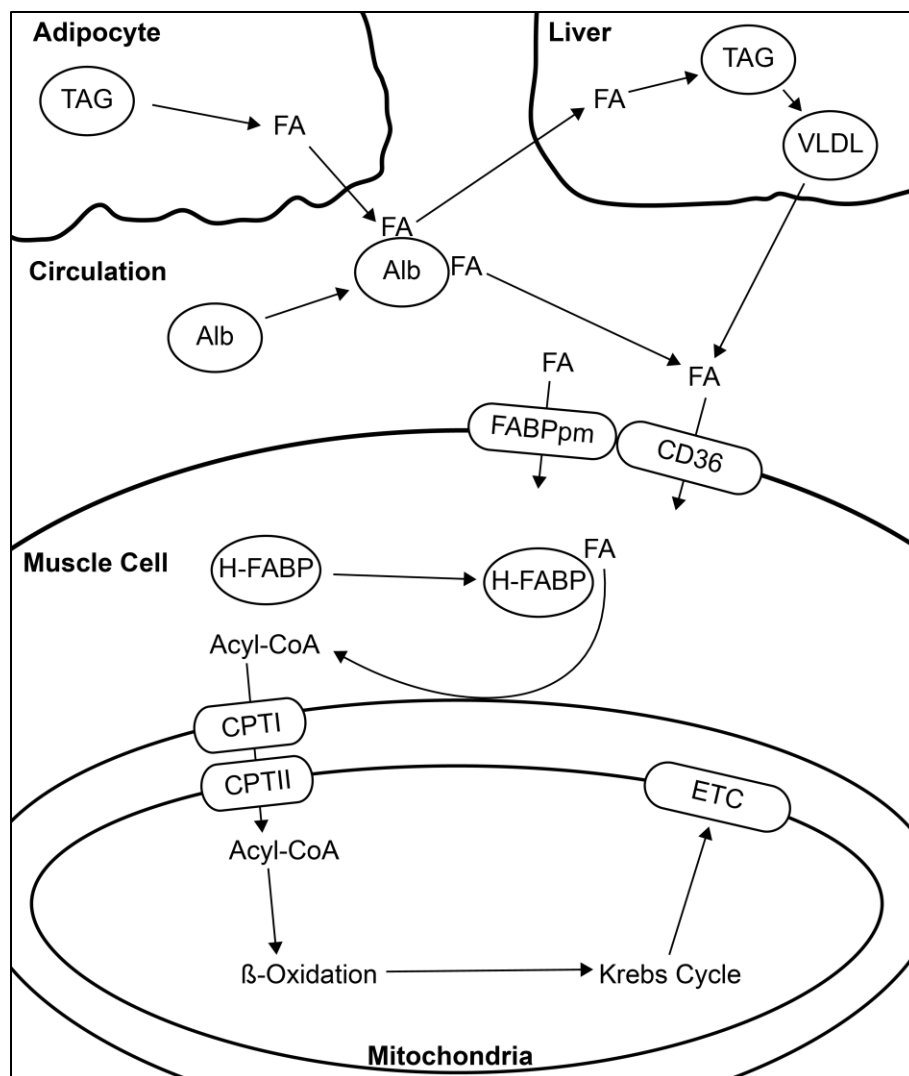 Adipocyte
Liver
TAG
TAG
FA
FA
VLDL
FA
Circulation
Alb
FA
Alb
FA
FA
FABPpm
CD36
Muscle Cell
FA
H-FABP
H-FABP
Acyl-CoA
CPTI
CPTII
ETC
Acyl-CoA
ß-Oxidation
Krebs Cycle
Mitochondria